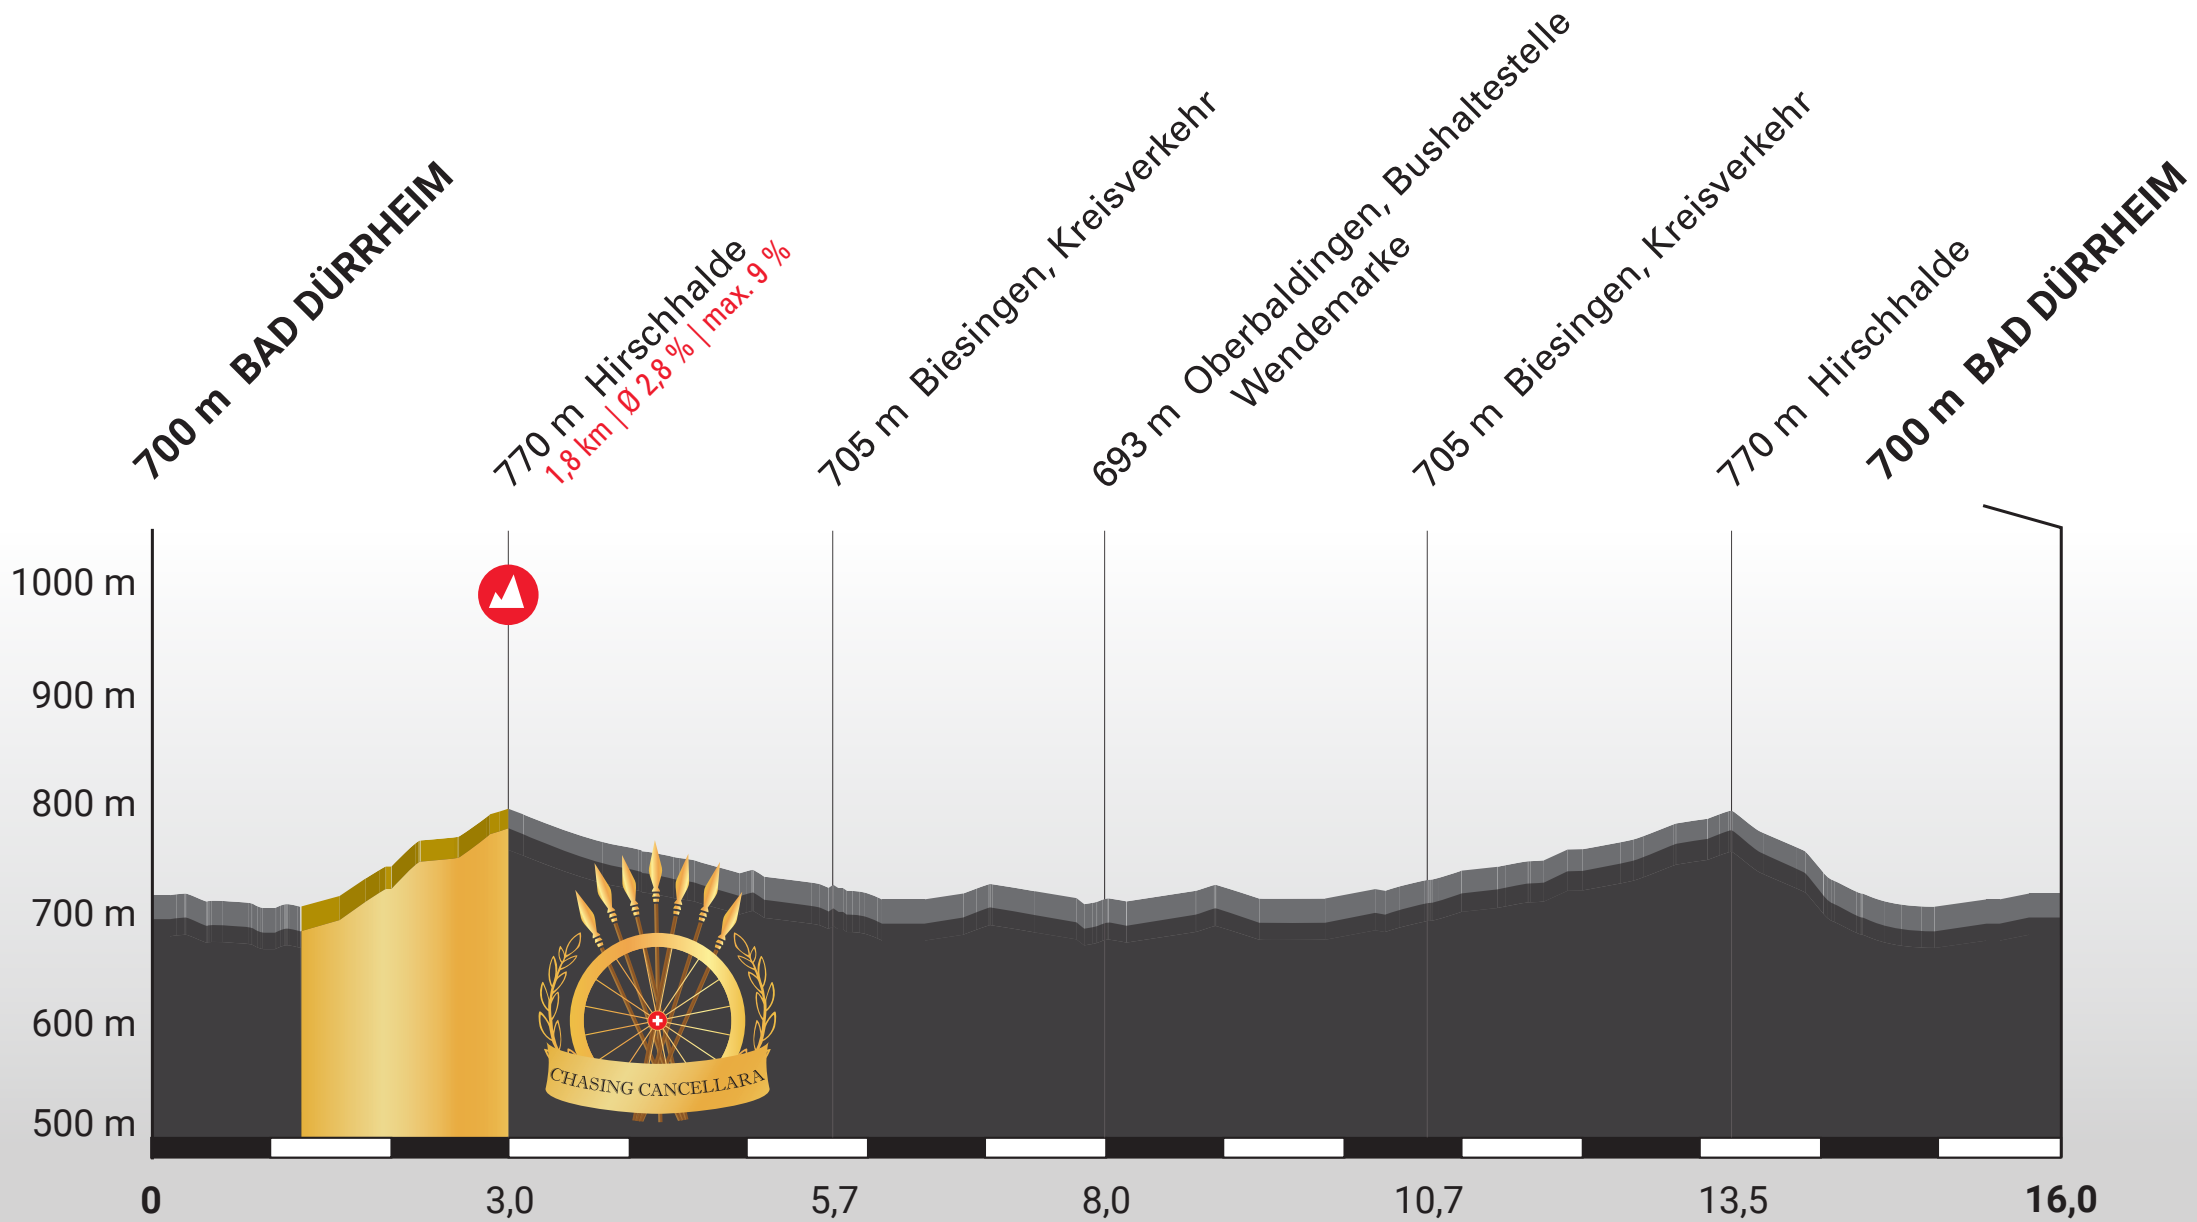 700 m BAD DÜRRHEIM
770 m Hirschhalde
1,8 km | Ø 2,8 % | max. 9 %
705 m Biesingen, Kreisverkehr
693 m Oberbaldingen, Bushaltestelle
Wendemarke
705 m Biesingen, Kreisverkehr
770 m Hirschhalde
700 m BAD DÜRRHEIM
1000 m
900 m
800 m
700 m
600 m
500 m
CHASING CANCELLARA
0 3,0 5,7 8,0 10,7 13,5 16,0